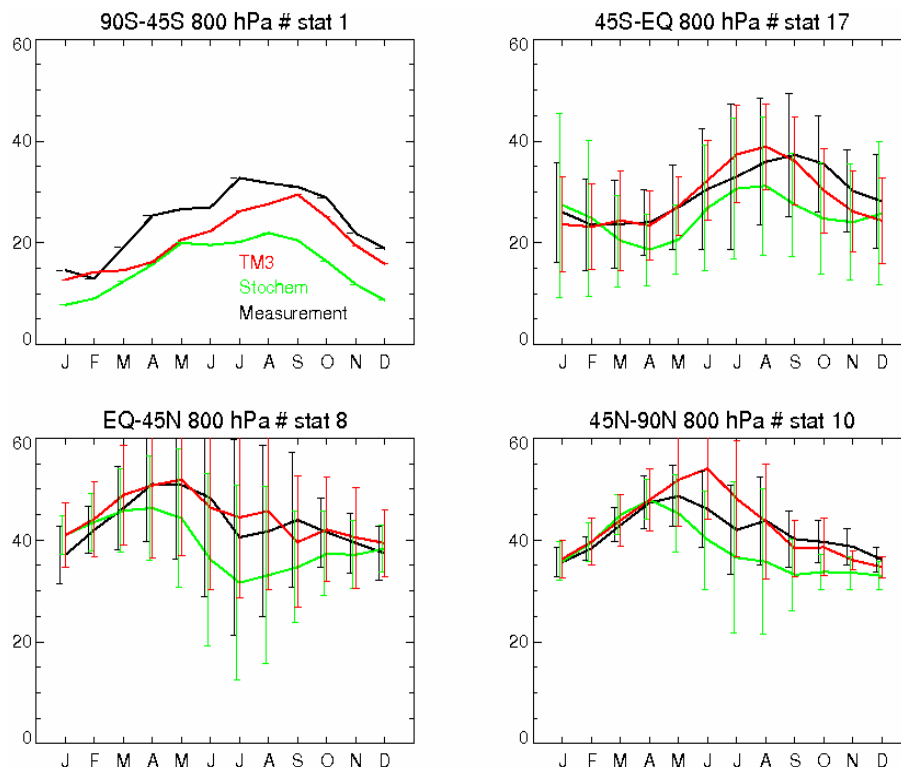 90S-45S 800 hPa # stat 1
60
40
20
0
TM3
Stochem
Measurement
J F M A M J J A S O N D
45S-EQ 800 hPa # stat 17
60
40
20
0
J F M A M J J A S O N D
EQ-45N 800 hPa # stat 8
60
40
20
0
J F M A M J J A S O N D
45N-90N 800 hPa # stat 10
60
40
20
0
J F M A M J J A S O N D